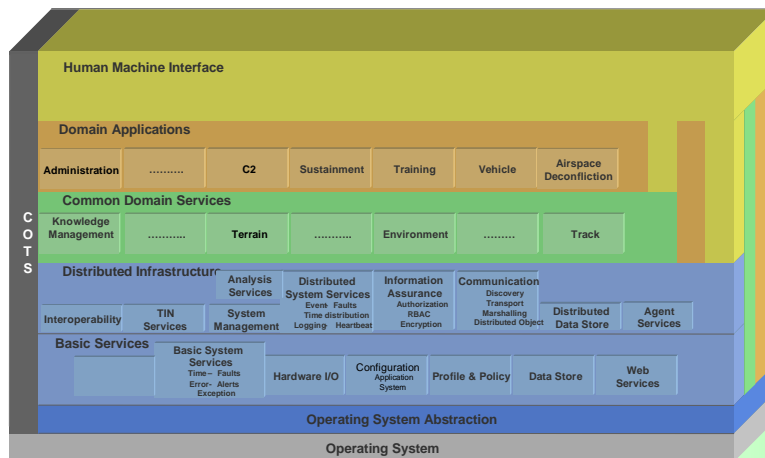 COTS
Human Machine Interface
Domain Applications
Administration
..........
C2
Sustainment
Training
Vehicle
Airspace
Deconfliction
Common Domain Services
Knowledge
Management
...........
Terrain
...........
Environment
.........
Track
Distributed Infrastructure
Interoperability
TIN
Services
Analysis
Services
System
Management
Distributed
System Services
Event- Faults
Time distribution
Logging- Heartbeat
Information
Assurance
Authorization
RBAC
Encryption
Communication
Discovery
Transport
Marshalling
Distributed Object
Distributed
Data Store
Agent
Services
Basic Services
Basic System
Services
Time – Faults
Error- Alerts
Exception
Hardware I/O
Configuration
Application
System
Profile & Policy
Data Store
Web
Services
Operating System Abstraction
Operating System